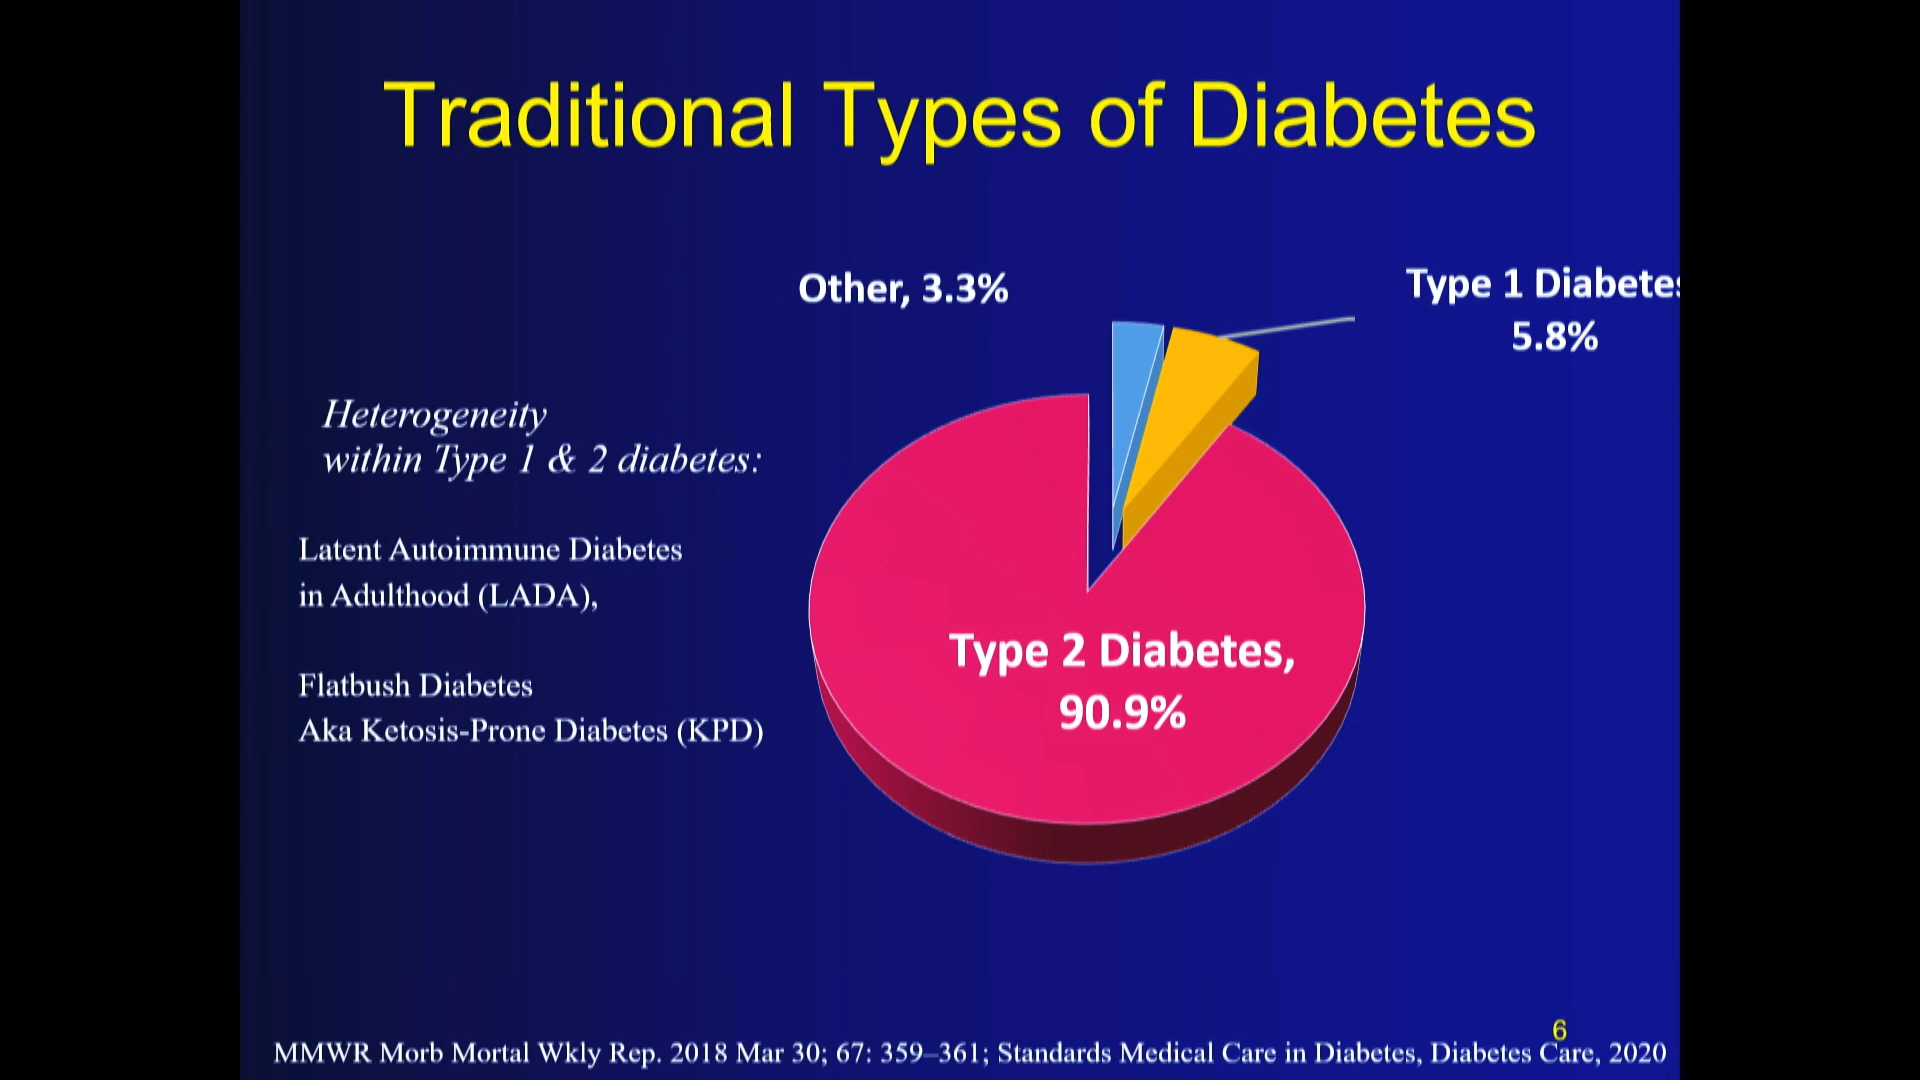 Traditional Types of Diabetes
Other, 3.3%
Type 1 Diabetes
5.8%
Heterogeneity
within Type 1 & 2 diabetes:
Latent Autoimmune Diabetes
in Adulthood (LADA),
Flatbush Diabetes
Aka Ketosis-Prone Diabetes (KPD)
Type 2 Diabetes,
90.9%
6
MMWR Morb Mortal Wkly Rep. 2018 Mar 30; 67: 359–361; Standards Medical Care in Diabetes, Diabetes Care, 2020